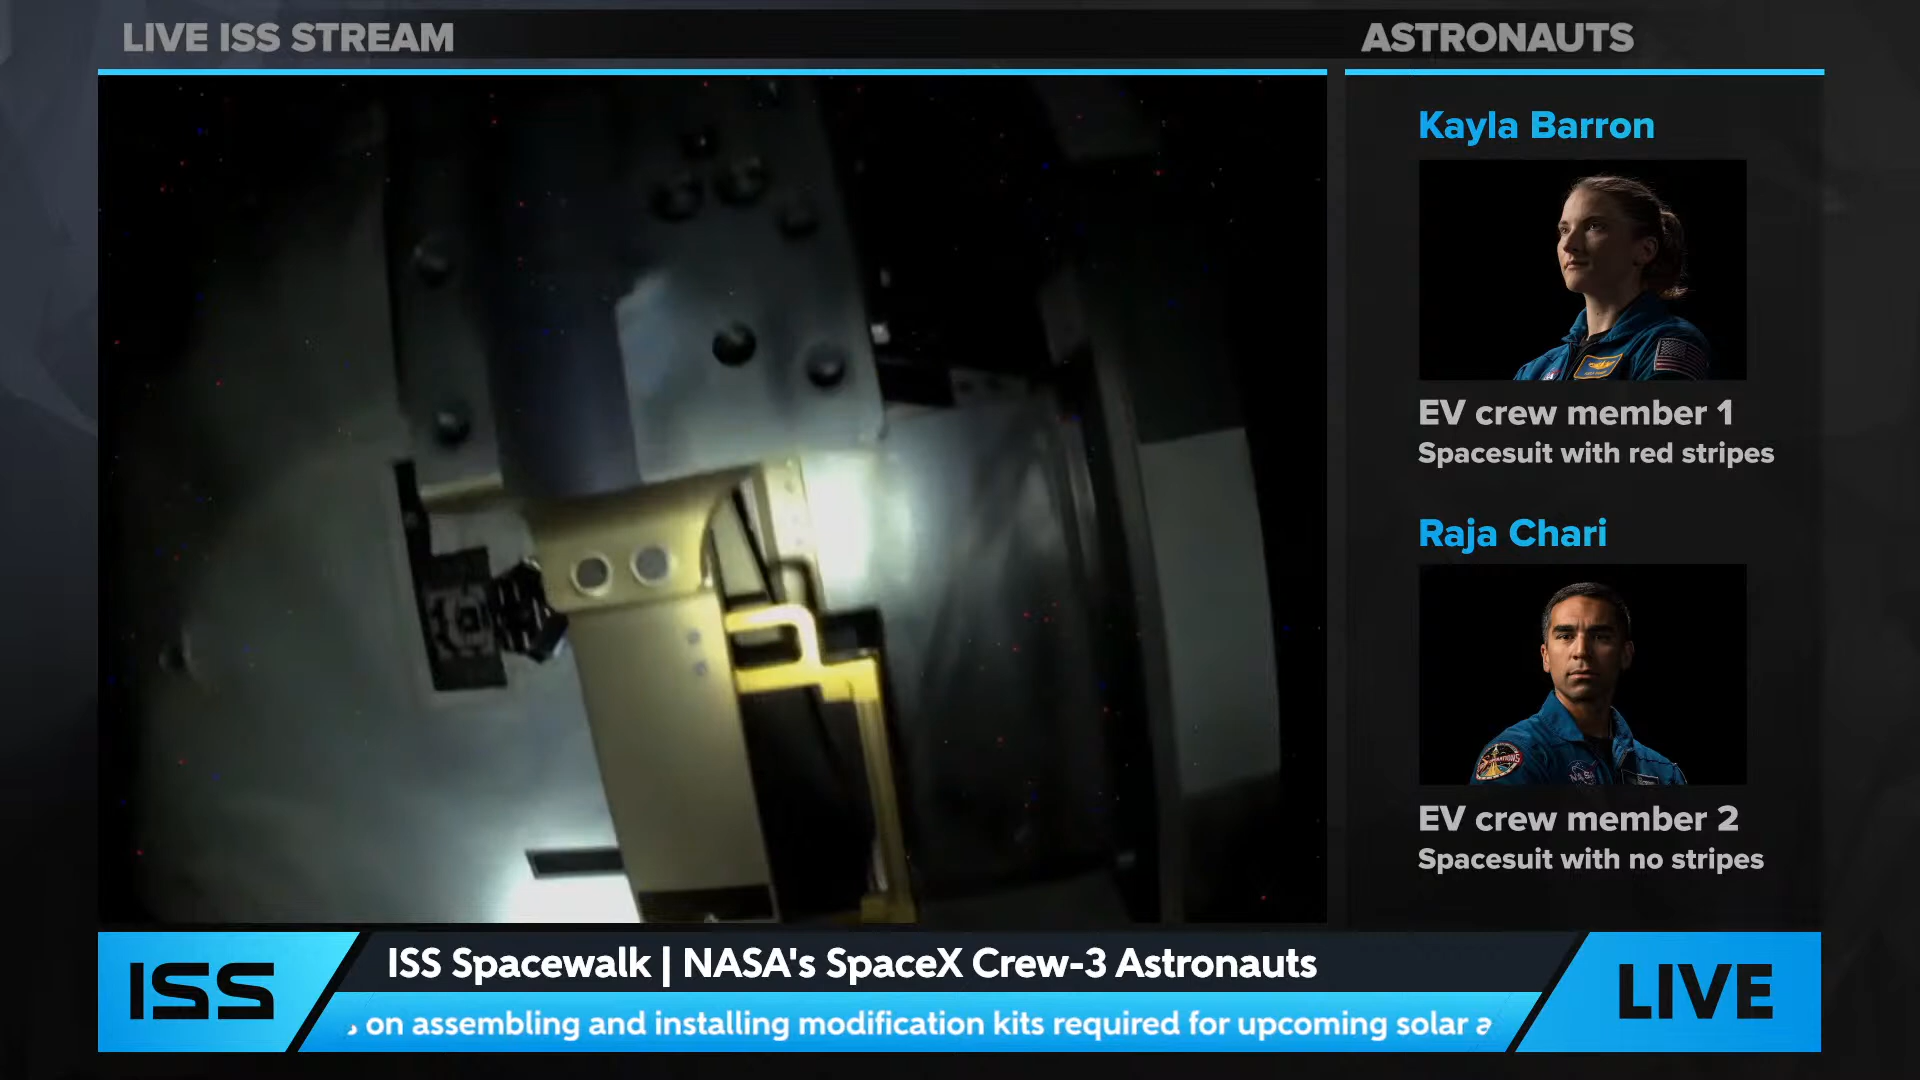 LIVE ISS STREAM
ASTRONAUTS
Kayla Barron
EV crew member 1
Spacesuit with red stripes
Raja Chari
NASA
EV crew member 2
Spacesuit with no stripes
ISS
ISS Spacewalk | NASA's SpaceX Crew-3 Astronauts
on assembling and installing modification kits required for upcoming solar a
LIVE